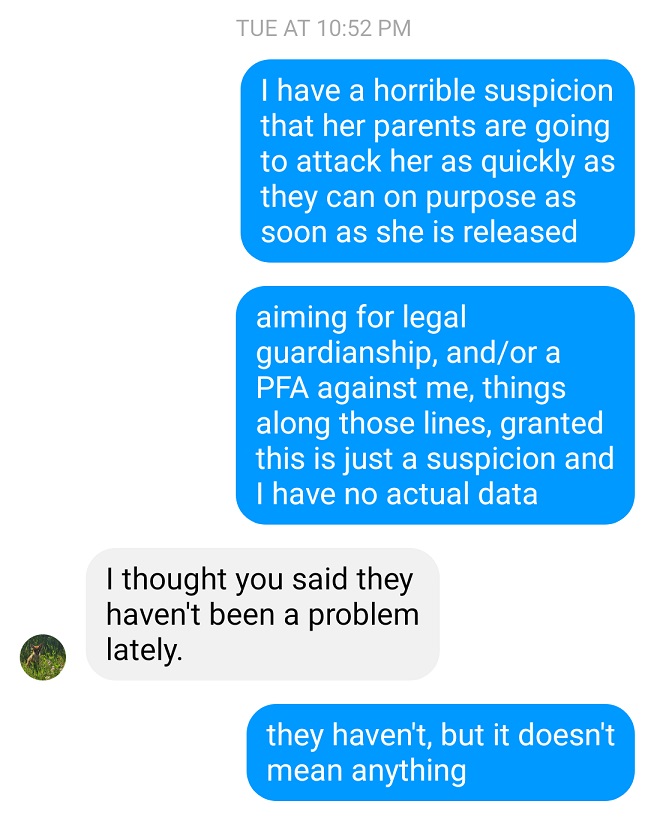 TUE AT 10:52 PM
I have a horrible suspicion
that her parents are going
to attack her as quickly as
they can on purpose as
soon as she is released
aiming for legal
guardianship, and/or a
PFA against me, things
along those lines, granted
this is just a suspicion and
I have no actual data
I thought you said they
haven't been a problem
lately.
they haven't, but it doesn't
mean anything